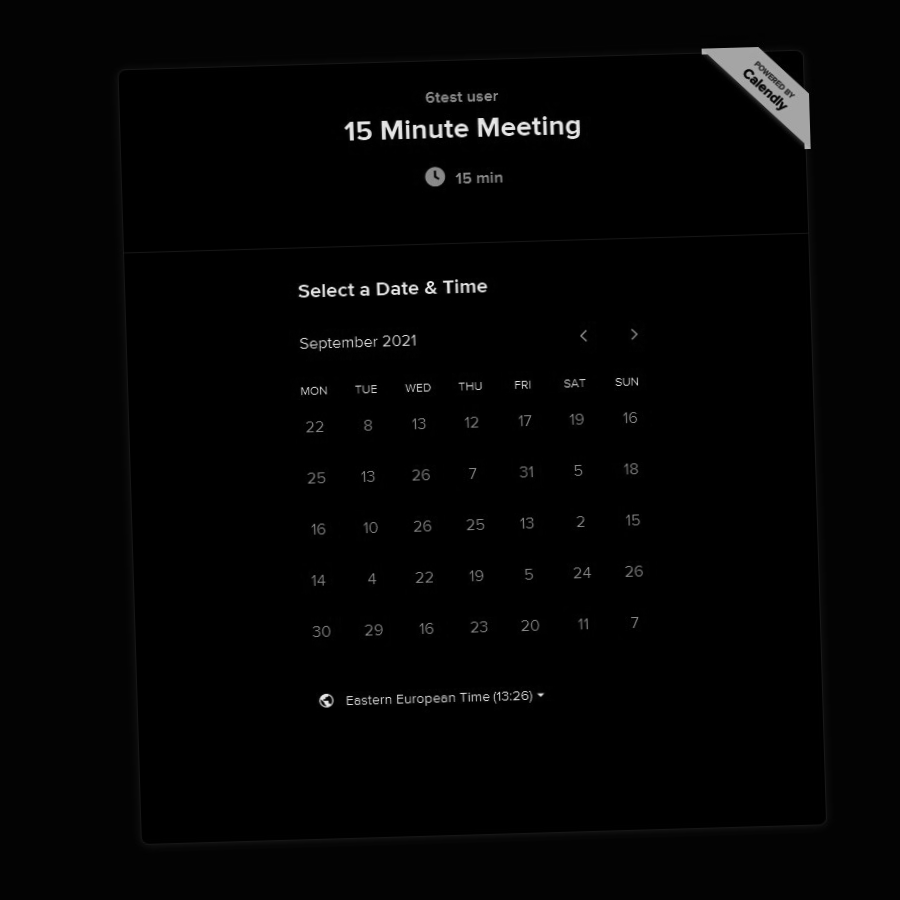 POWERED BY
Calendly
6test user
15 Minute Meeting
15 min
Select a Date & Time
September 2021
MON TUE WED THU FRI SAT SUN
22 8 13 12 17 19 16
25 13 26 7 31 5 18
16 10 26 25 13 2 15
14 4 22 19 5 24 26
30 29 16 23 20 11 7
Eastern European Time (13:26)